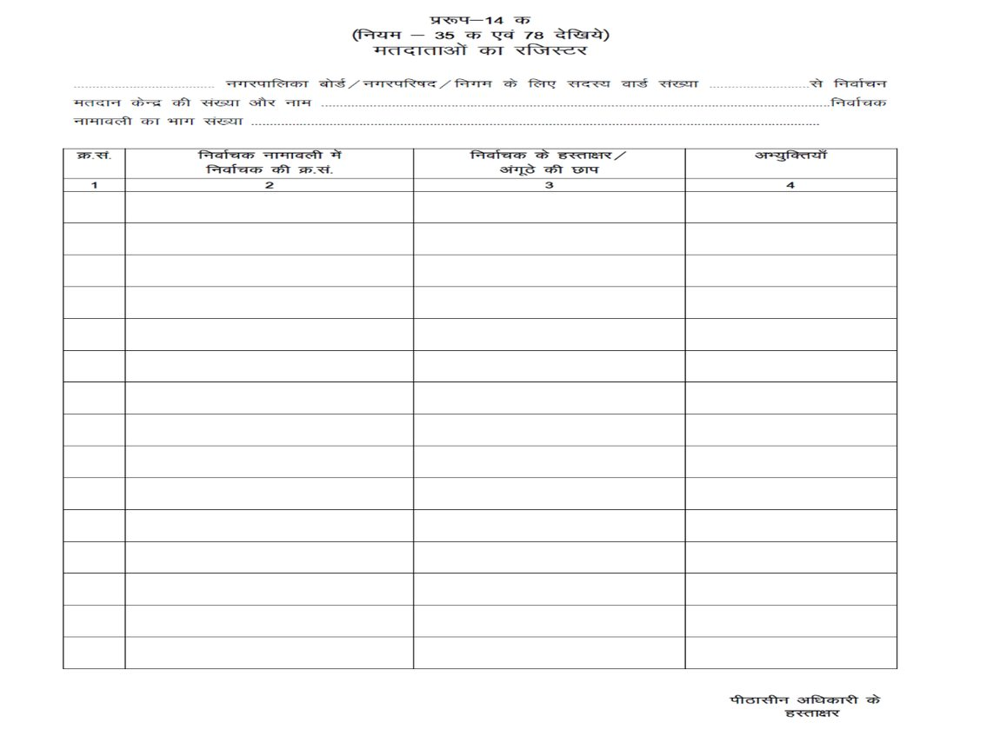 प्ररूप–14 क
(नियम – 35 क एवं 78 देखिये)
मतदाताओं का रजिस्टर
................................ नगरपालिका बोर्ड/नगरपरिषद/निगम के लिए सदस्य वार्ड संख्या .......................से निर्वाचन
मतदान केन्द्र की संख्या और नाम ....................................................................................................................निर्वाचक
नामावली का भाग संख्या ..................................................................................................................................
क्र.सं. निर्वाचक नामावली में निर्वाचक के हस्ताक्षर/ अभ्युक्तियाँ
निर्वाचक की क्र.सं. अंगूठे की छाप
1 2 3 4
पीठासीन अधिकारी के
हस्ताक्षर